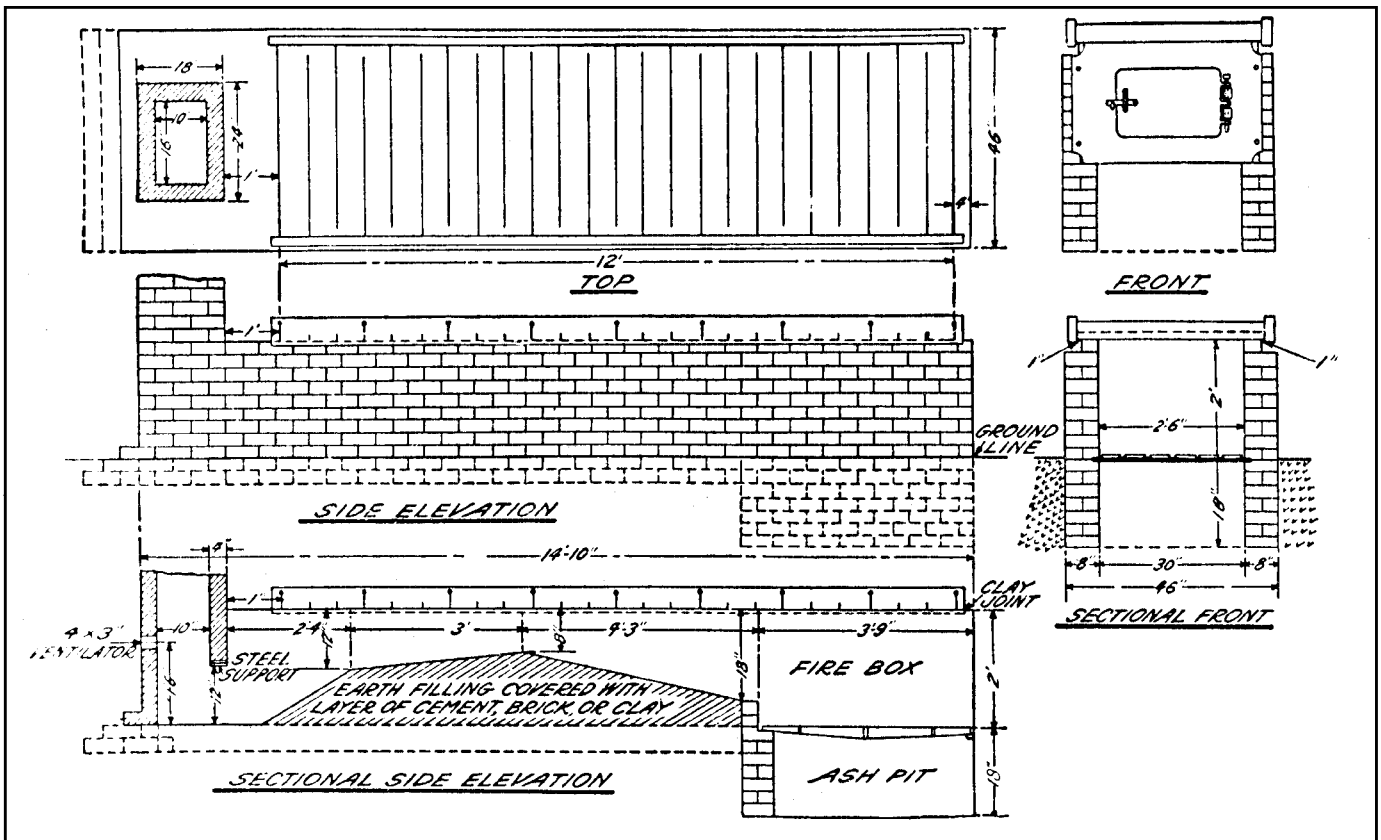 18
10
16
24
1'
46"
4"
12'
TOP
FRONT
1'
GROUND
LINE
SIDE ELEVATION
1"
1"
2'
2'6"
18"
8"
30"
8"
46"
SECTIONAL FRONT
14'-10"
4"
1'
CLAY
JOINT
4 x 3"
VENTILATOR
10"
2'-4"
12"
3'
8"
4'-3"
3'-9"
STEEL
SUPPORT
16
12
18"
FIRE BOX
2'
EARTH FILLING COVERED WITH
LAYER OF CEMENT, BRICK, OR CLAY
ASH PIT
18"
SECTIONAL SIDE ELEVATION